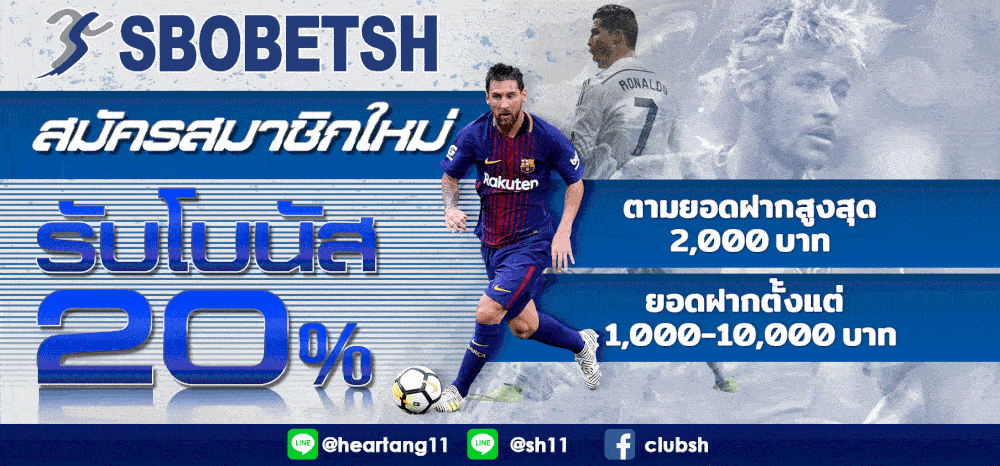 SBOBETSH
สมัครสมาชิกใหม่
รับโบนัส
20%
RONALDO
7
Rakuten
ตามยอดฝากสูงสุด
2,000 บาท
ยอดฝากตั้งแต่
1,000-10,000 บาท
LINE @heartang11 LINE @sh11 clubsh